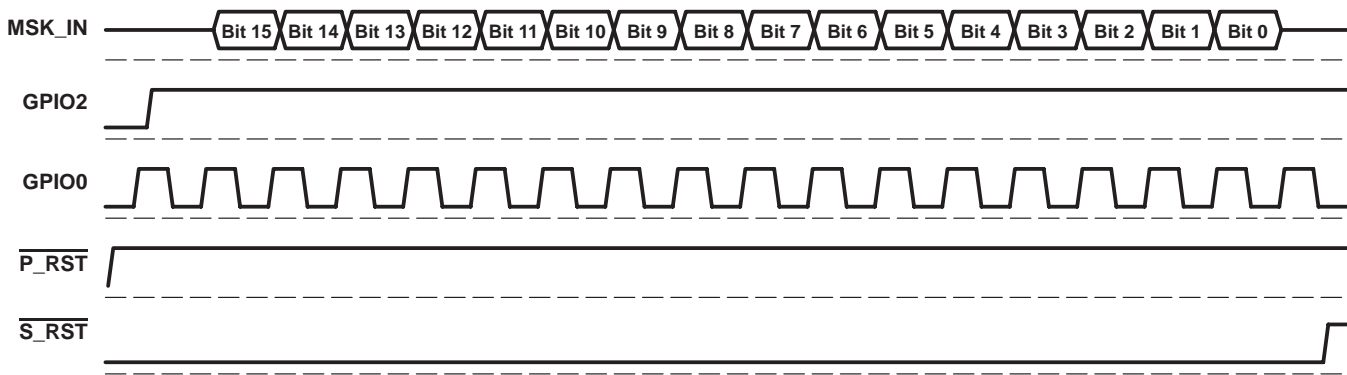 MSK_IN Bit 15 Bit 14 Bit 13 Bit 12 Bit 11 Bit 10 Bit 9 Bit 8 Bit 7 Bit 6 Bit 5 Bit 4 Bit 3 Bit 2 Bit 1 Bit 0
GPIO2
GPIO0
P_RST
S_RST